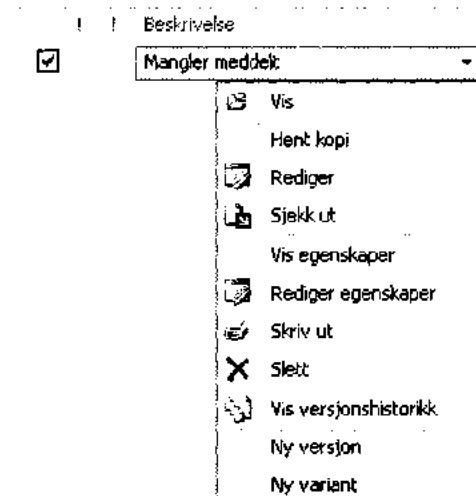 ! ! Beskrivelse
Mangler meddelt
Vis
Hent kopi
Rediger
Sjekk ut
Vis egenskaper
Rediger egenskaper
Skriv ut
Slett
Vis versjonshistorikk
Ny versjon
Ny variant